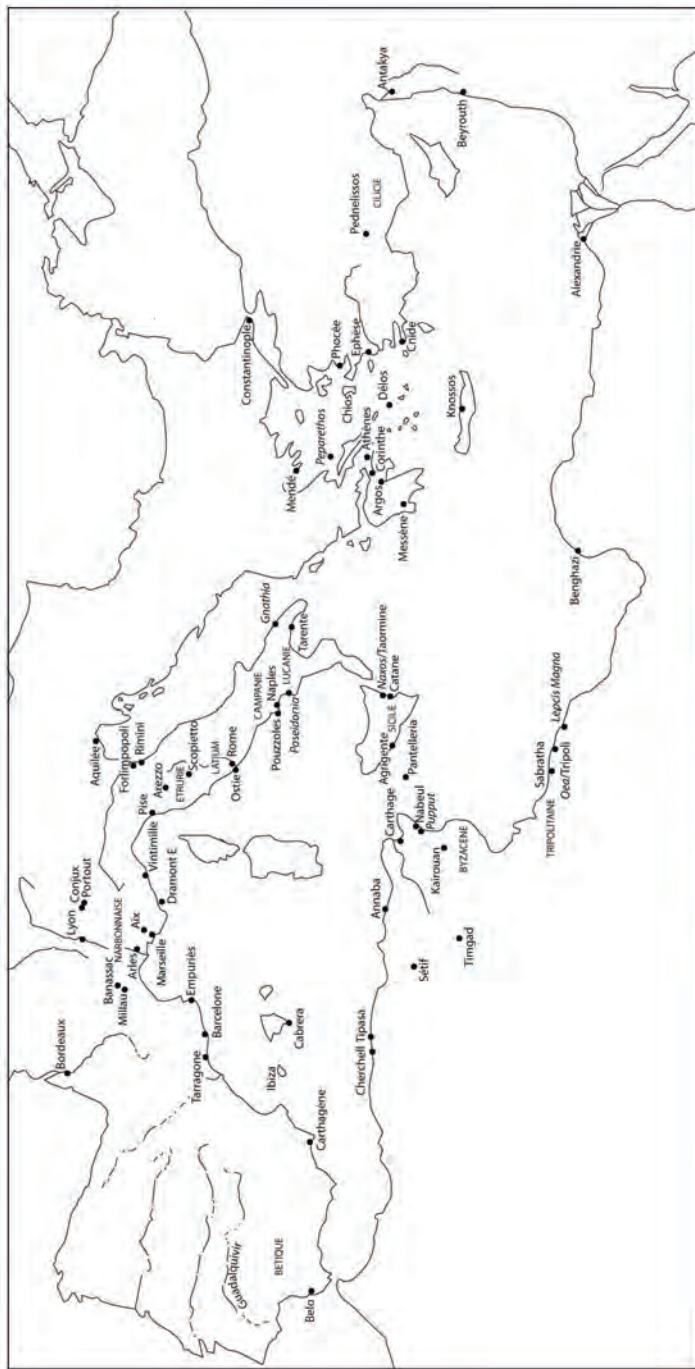 Bordeaux
Lyon
Conjux
Portout
Banassac
Millau
NARBONNAISE
Arles
Aix
Marseille
Vintimille
Dramont E
Empuriès
Barcelone
Tarragone
Ibiza
Cabrera
Carthagène
Guadalquivir
BETIQUE
Belo
Aquilée
Forlimpopoli
Rimini
Pise
Arezzo
ETRURIE
Scopietto
LATIUM
Rome
Ostie
CAMPANIE
Naples
Pouzzoles
LUCANIE
Poseidonia
Gnathia
Tarente
Naxos/Taormine
Catane
SICILE
Agrigente
Pantelleria
Carthage
Nabeul
Pupput
Kairouan
BYZACENE
Annaba
Sétif
Timgad
Cherchell
Tipasa
Sabratha
Oea/Tripoli
Lepcis Magna
TRIPOLITAINE
Benghazi
Constantinople
Mendé
Peparethos
Phocée
Chios
Ephèse
Athènes
Corinthe
Argos
Messène
Délos
Cnide
Knossos
Pednelissos
CILICIE
Antakya
Beyrouth
Alexandrie